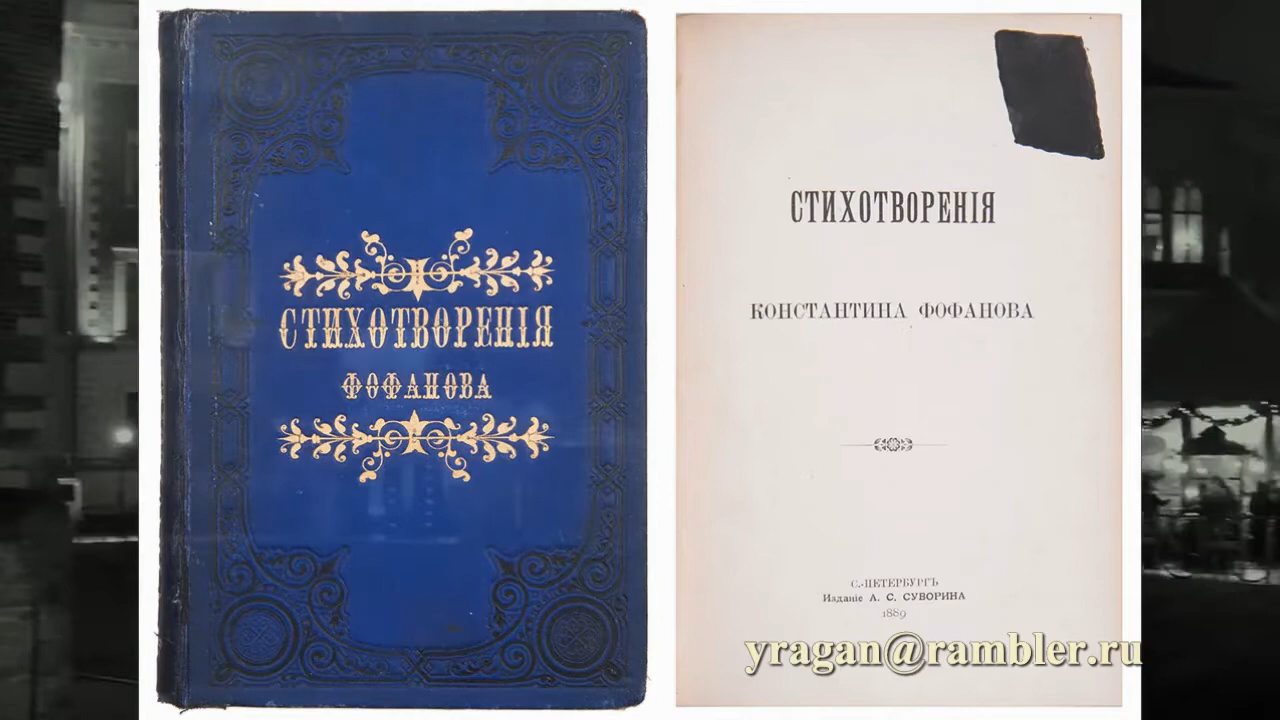 СТИХОТВОРЕНІЯ
ФОФАНОВА
СТИХОТВОРЕНІЯ
КОНСТАНТИНА ФОФАНОВА
С.-ПЕТЕРБУРГЪ
Изданіе А. С. СУВОРИНА
1889
yragan@rambler.ru